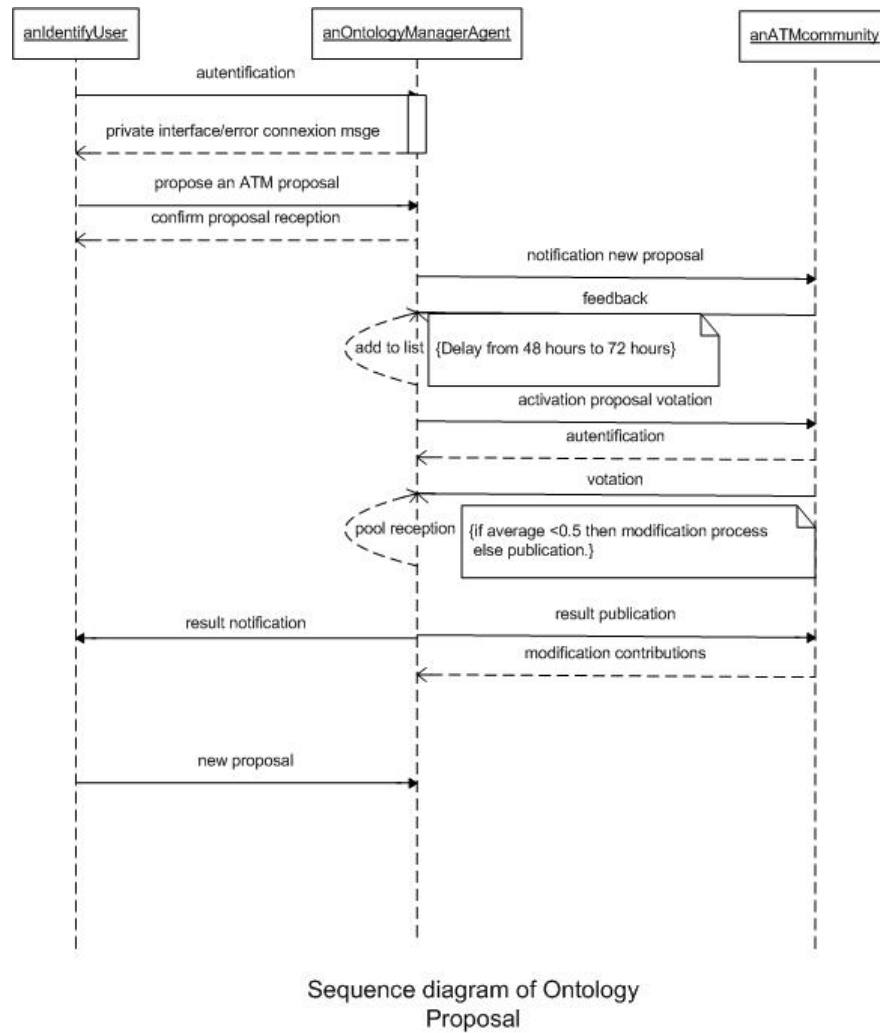 anIdentifyUser
anOntologyManagerAgent
anATMcommunity
autentification
private interface/error connexion msge
propose an ATM proposal
confirm proposal reception
notification new proposal
feedback
add to list
{Delay from 48 hours to 72 hours}
activation proposal votation
autentification
votation
pool reception
{if average <0.5 then modification process
else publication.}
result notification
result publication
modification contributions
new proposal
Sequence diagram of Ontology
Proposal